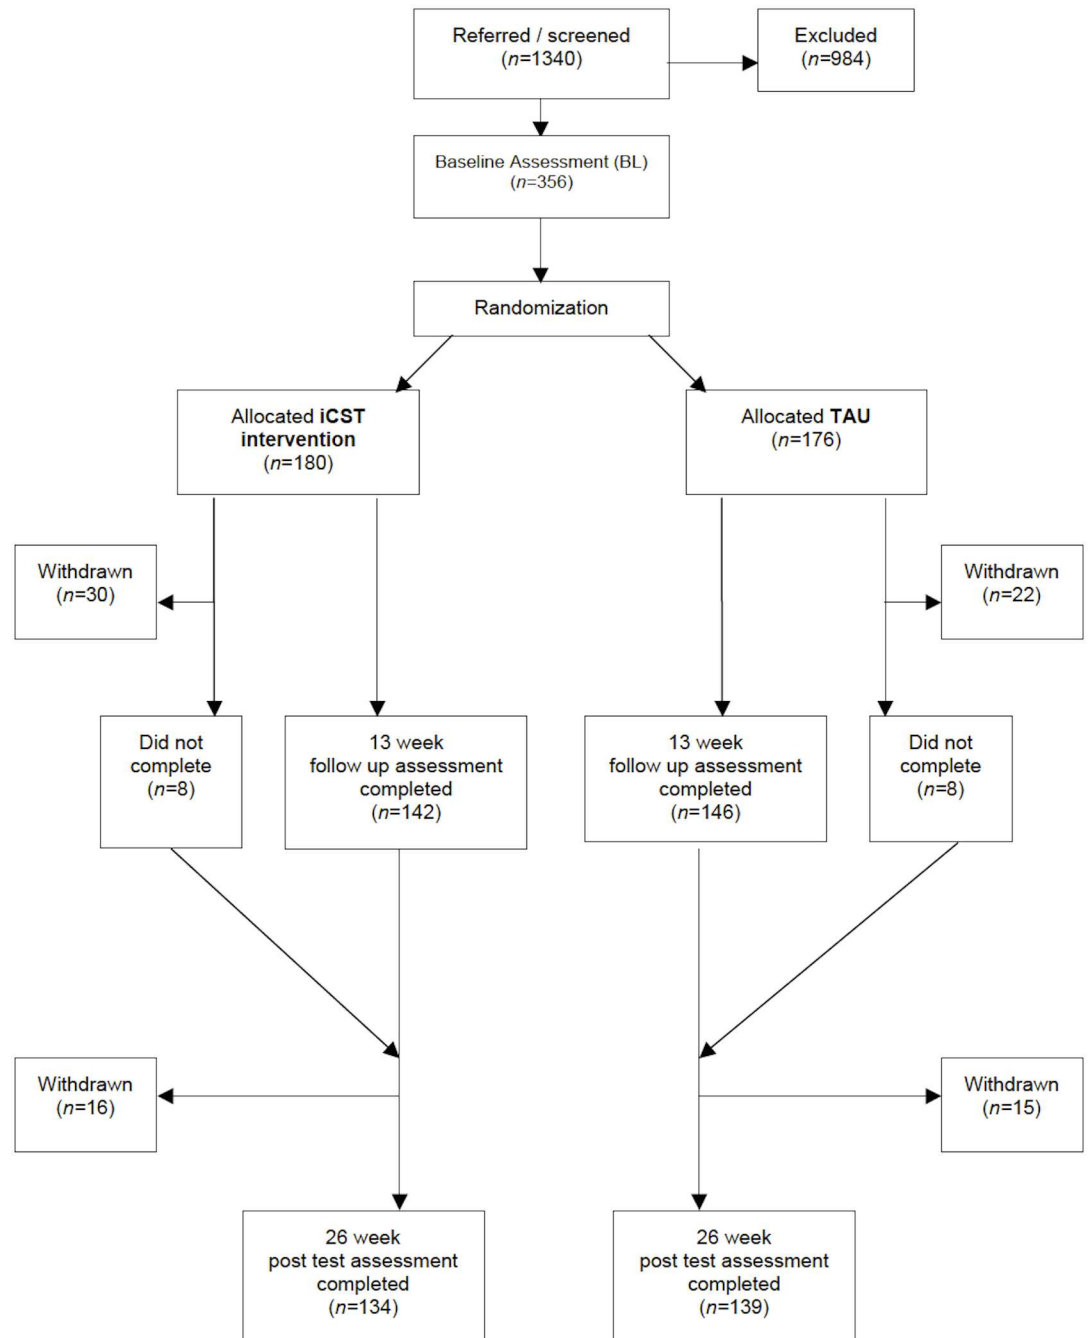 Referred / screened
(n=1340)
Excluded
(n=984)
Baseline Assessment (BL)
(n=356)
Randomization
Allocated iCST
intervention
(n=180)
Allocated TAU
(n=176)
Withdrawn
(n=30)
Withdrawn
(n=22)
Did not
complete
(n=8)
13 week
follow up assessment
completed
(n=142)
13 week
follow up assessment
completed
(n=146)
Did not
complete
(n=8)
Withdrawn
(n=16)
Withdrawn
(n=15)
26 week
post test assessment
completed
(n=134)
26 week
post test assessment
completed
(n=139)